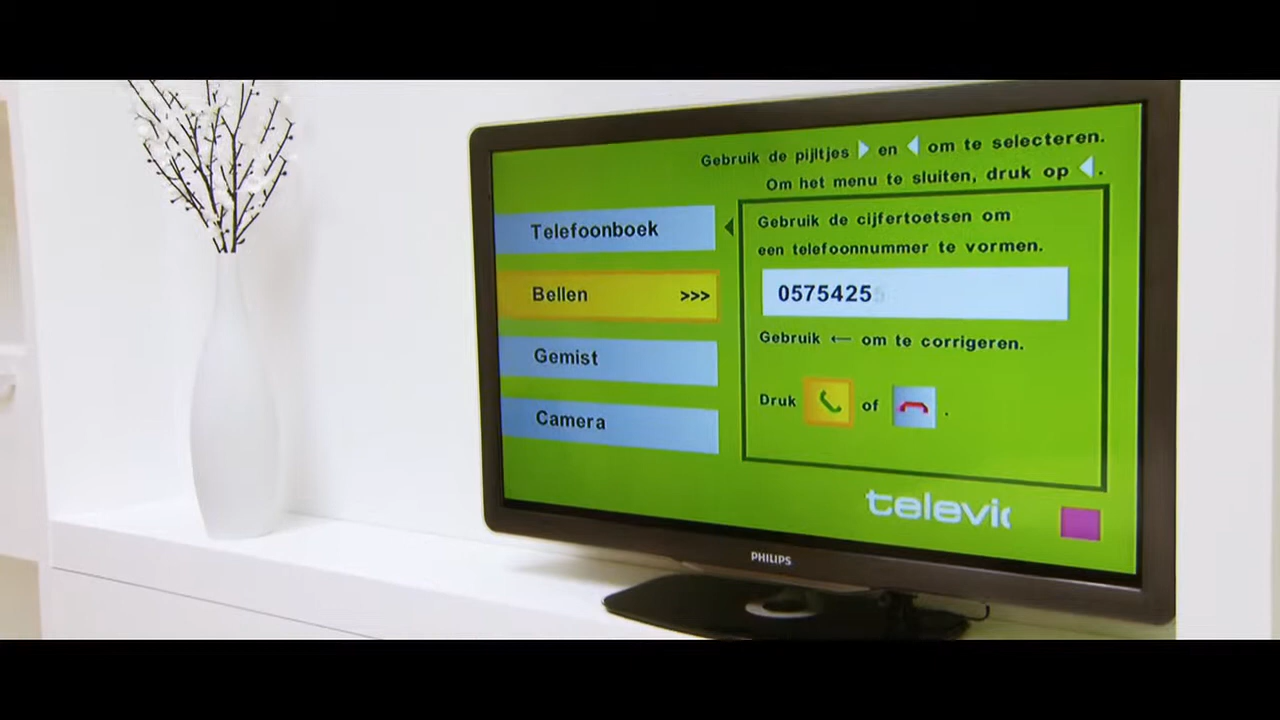 Gebruik de pijltjes en om te selecteren.
Om het menu te sluiten, druk op .
Telefoonboek
Bellen >>>
Gemist
Camera
Gebruik de cijfertoetsen om
een telefoonnummer te vormen.
0575425
Gebruik ← om te corrigeren.
Druk of .
televic
PHILIPS